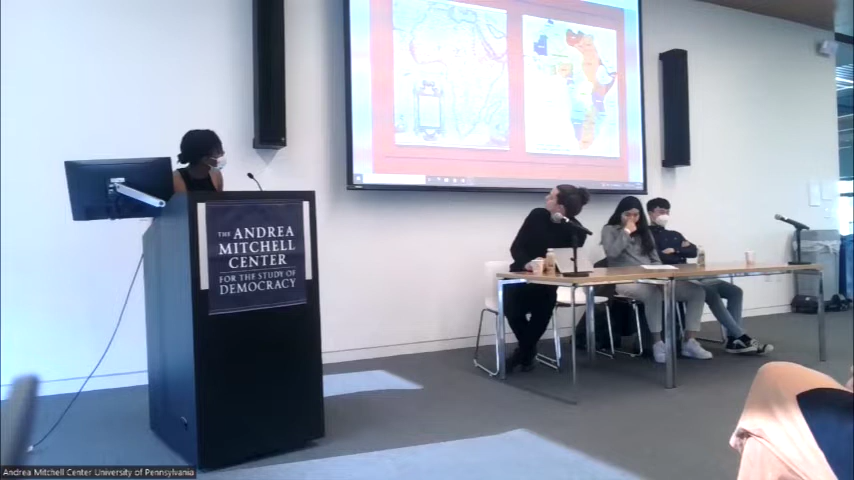 THE ANDREA
MITCHELL
CENTER
FOR THE STUDY OF
DEMOCRACY
Andrea Mitchell Center University of Pennsylvania